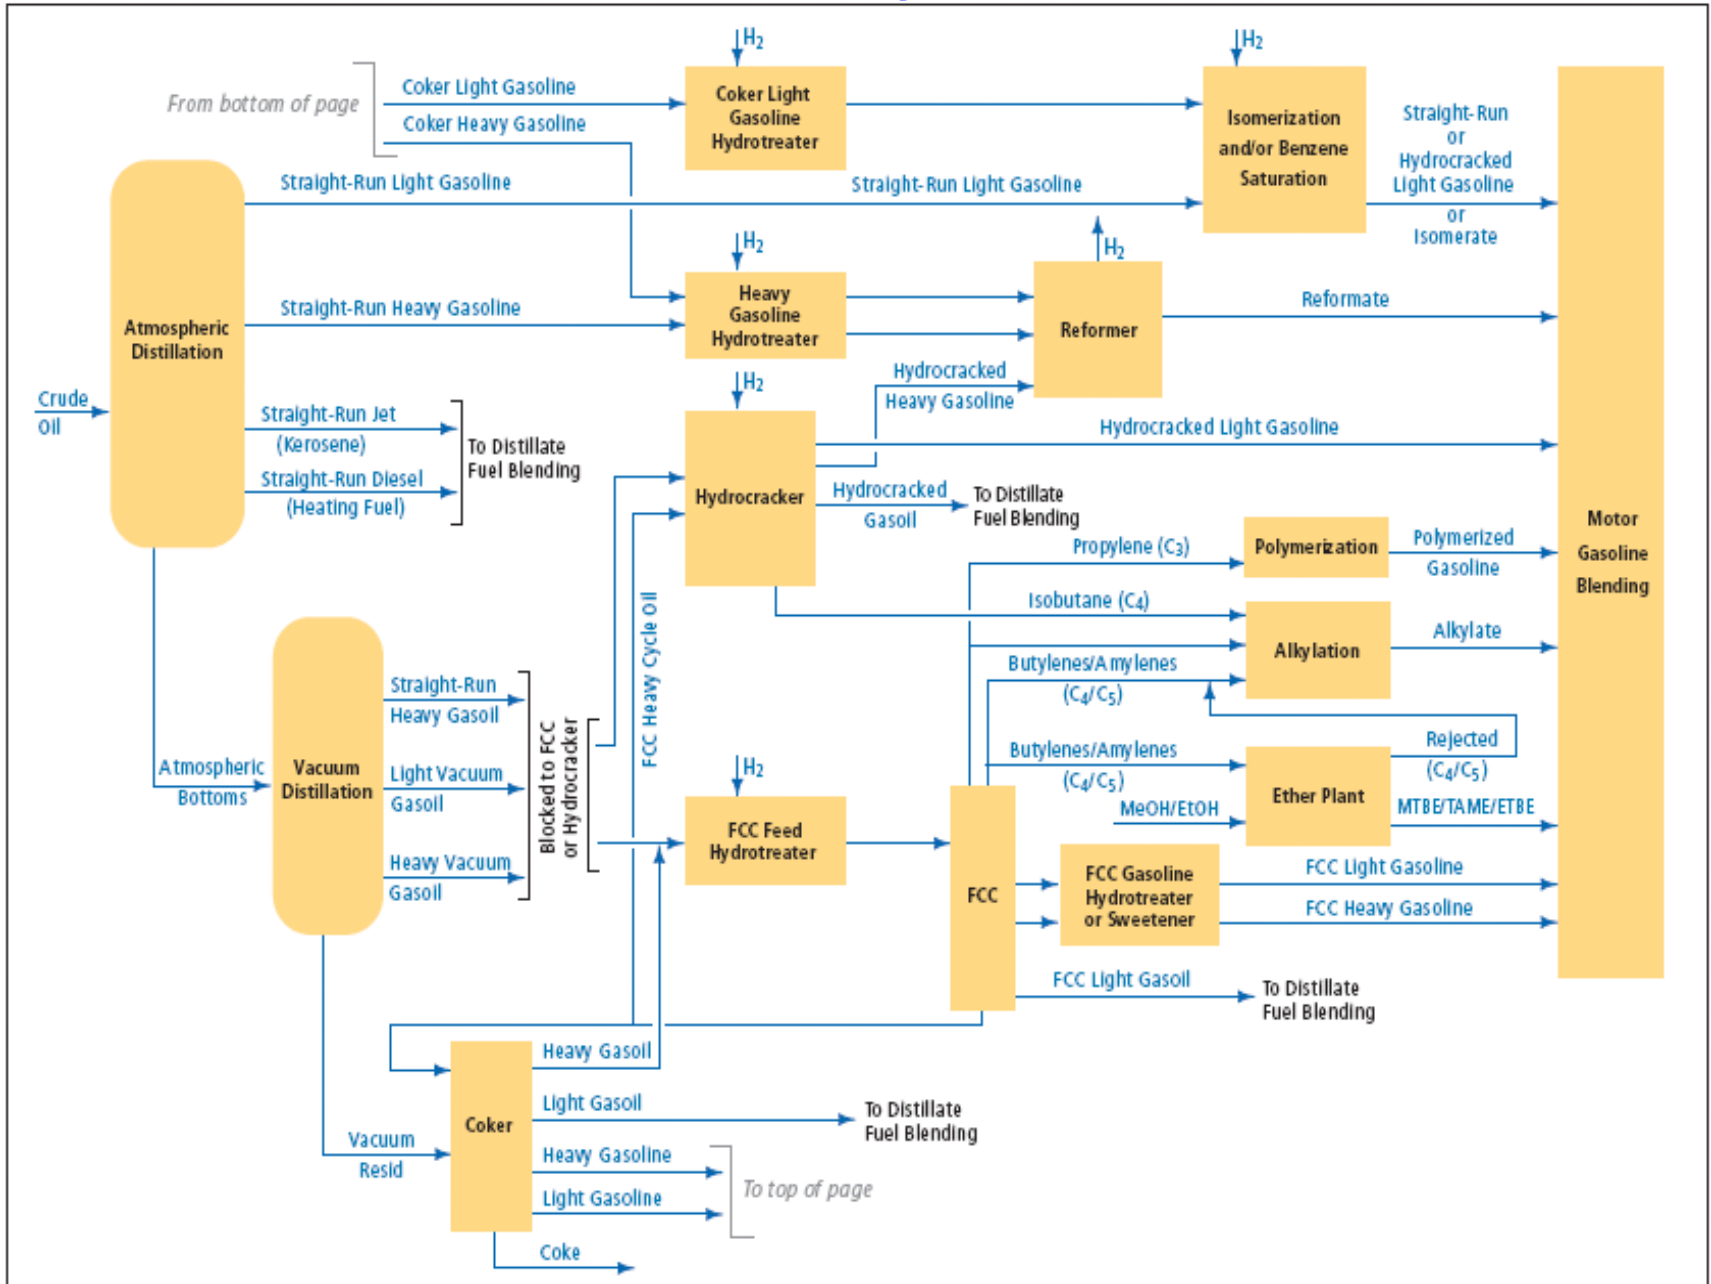 H2
H2
From bottom of page
Coker Light Gasoline
Coker Heavy Gasoline
Coker Light
Gasoline
Hydrotreater
Isomerization
and/or Benzene
Saturation
Straight-Run
or
Hydrocracked
Light Gasoline
or
Isomerate
Straight-Run Light Gasoline
Straight-Run Light Gasoline
H2
H2
Straight-Run Heavy Gasoline
Heavy
Gasoline
Hydrotreater
Reformer
Reformate
Atmospheric
Distillation
Crude
Oil
Straight-Run Jet
(Kerosene)
Straight-Run Diesel
(Heating Fuel)
To Distillate
Fuel Blending
H2
Hydrocracker
Hydrocracked
Heavy Gasoline
Hydrocracked Light Gasoline
Hydrocracked
Gasoil
To Distillate
Fuel Blending
Motor
Gasoline
Blending
Propylene (C3)
Polymerization
Polymerized
Gasoline
Isobutane (C4)
Alkylation
Alkylate
Butylenes/Amylenes
(C4/C5)
FCC Heavy Cycle Oil
Straight-Run
Heavy Gasoil
Blocked to FCC
or Hydrocracker
Atmospheric
Bottoms
Vacuum
Distillation
Light Vacuum
Gasoil
Heavy Vacuum
Gasoil
H2
FCC Feed
Hydrotreater
Butylenes/Amylenes
(C4/C5)
MeOH/EtOH
Ether Plant
Rejected
(C4/C5)
MTBE/TAME/ETBE
FCC
FCC Gasoline
Hydrotreater
or Sweetener
FCC Light Gasoline
FCC Heavy Gasoline
FCC Light Gasoil
To Distillate
Fuel Blending
Heavy Gasoil
Light Gasoil
To Distillate
Fuel Blending
Coker
Vacuum
Resid
Heavy Gasoline
Light Gasoline
To top of page
Coke